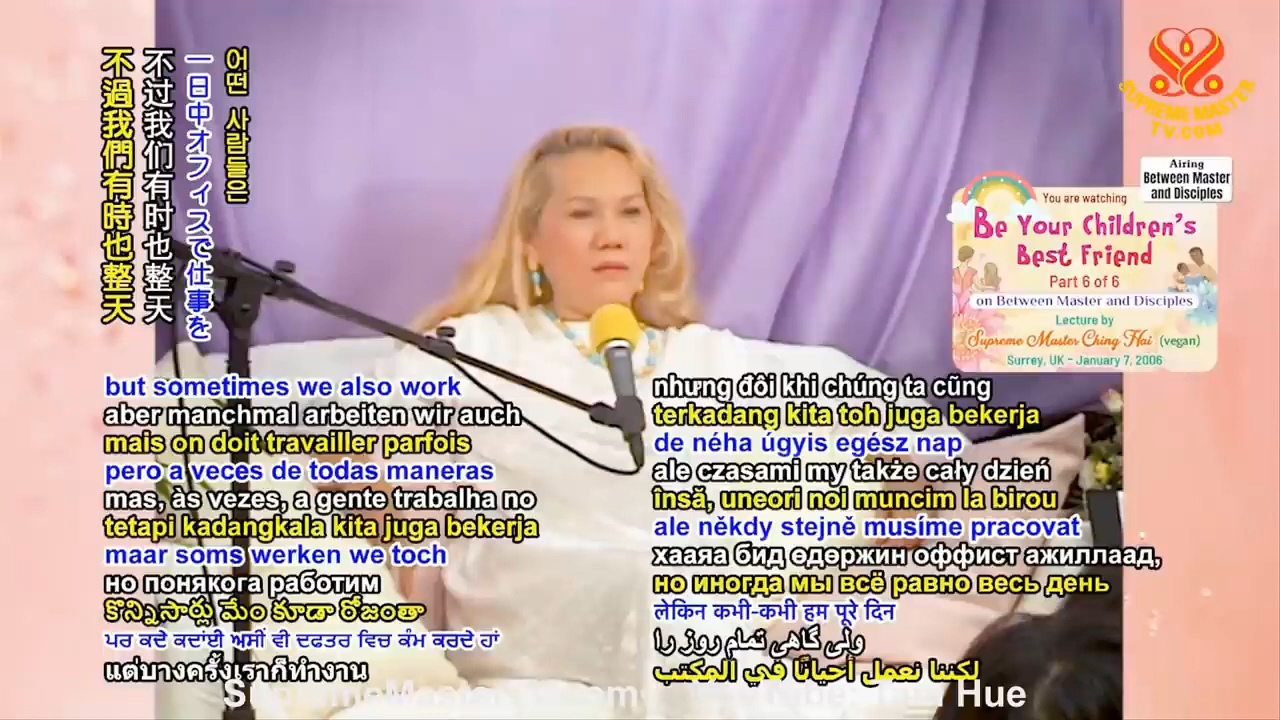 不過我們有時也整天
不过我们有时也整天
一日中オフィスで仕事を
어떤 사람들은
SUPREME MASTER
TV.COM
Airing
Between Master
and Disciples
You are watching
Be Your Children's
Best Friend
Part 6 of 6
on Between Master and Disciples
Lecture by
Supreme Master Ching Hai (vegan)
Surrey, UK - January 7, 2006
but sometimes we also work
aber manchmal arbeiten wir auch
mais on doit travailler parfois
pero a veces de todas maneras
mas, às vezes, a gente trabalha no
tetapi kadangkala kita juga bekerja
maar soms werken we toch
но понякога работим
కొన్నిసార్లు మేం కూడా రోజంతా
ਪਰ ਕਦੇ ਕਦਾਂਈ ਅਸੀਂ ਵੀ ਦਫਤਰ ਵਿਚ ਕੰਮ ਕਰਦੇ ਹਾਂ
แต่บางครั้งเราก็ทำงาน
nhưng đôi khi chúng ta cũng
terkadang kita toh juga bekerja
de néha úgyis egész nap
ale czasami my także cały dzień
însă, uneori noi muncim la birou
ale někdy stejně musíme pracovat
хааяа бид өдөржин оффист ажиллаад,
но иногда мы всё равно весь день
लेकिन कभी-कभी हम पूरे दिन
ولی گاهی تمام روز را
لكننا نعمل أحيانًا في المكتب
Hue